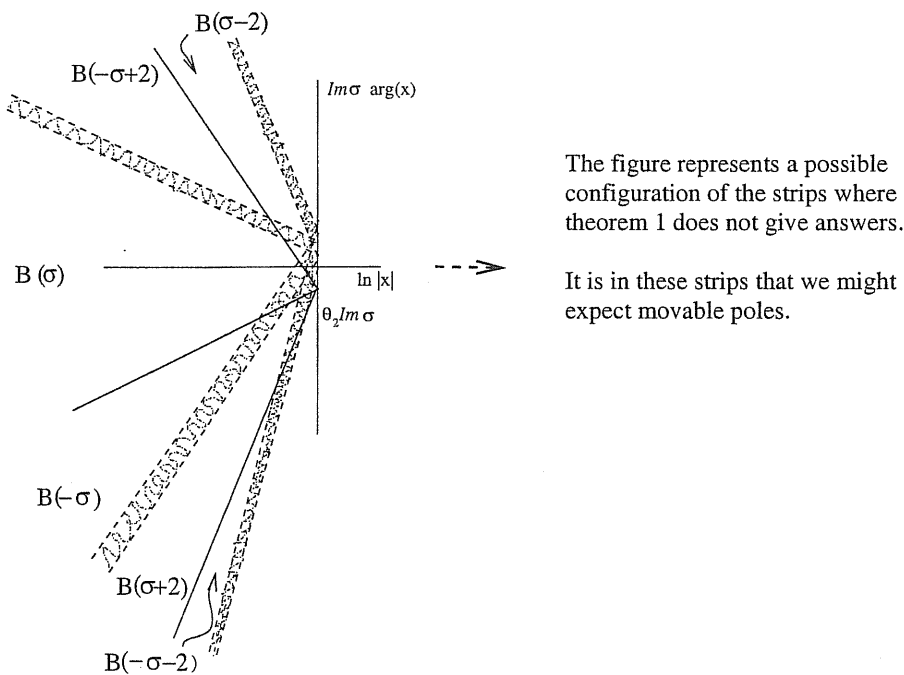 B(σ−2)
B(−σ+2)
Imσ arg(x)
The figure represents a possible
configuration of the strips where
theorem 1 does not give answers.
B(σ)
ln |x|
It is in these strips that we might
expect movable poles.
θ₂Imσ
B(−σ)
B(σ+2)
B(−σ−2)